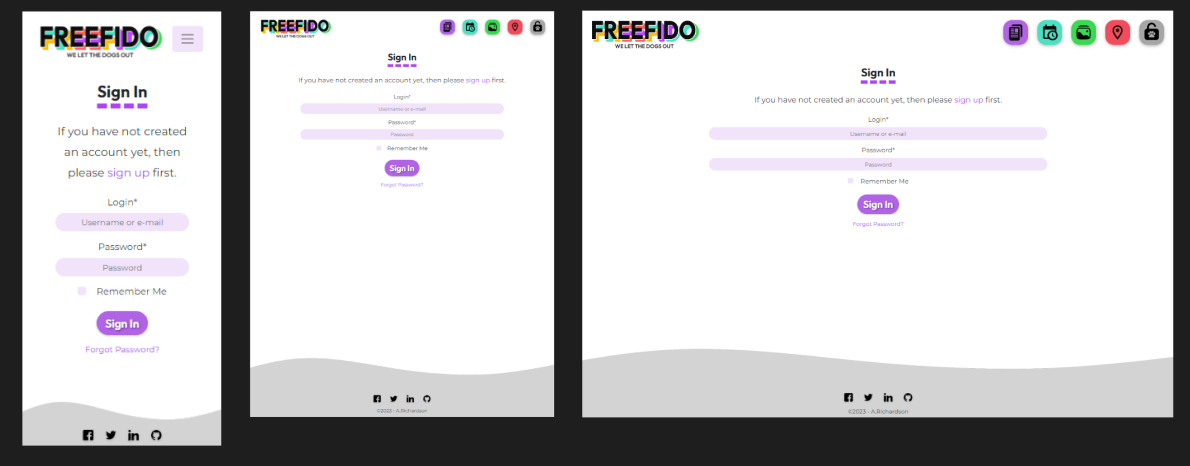 FREEFIDO
WE LET THE DOGS OUT
Sign In
If you have not created
an account yet, then
please sign up first.
Login*
Username or e-mail
Password*
Password
Remember Me
Sign In
Forgot Password?
FREEFIDO
WE LET THE DOGS OUT
Sign In
If you have not created an account yet, then please sign up first.
Login*
Username or e-mail
Password*
Password
Remember Me
Sign In
Forgot Password?
©2023 - A.Richardson
FREEFIDO
WE LET THE DOGS OUT
Sign In
If you have not created an account yet, then please sign up first.
Login*
Username or e-mail
Password*
Password
Remember Me
Sign In
Forgot Password?
©2023 - A.Richardson